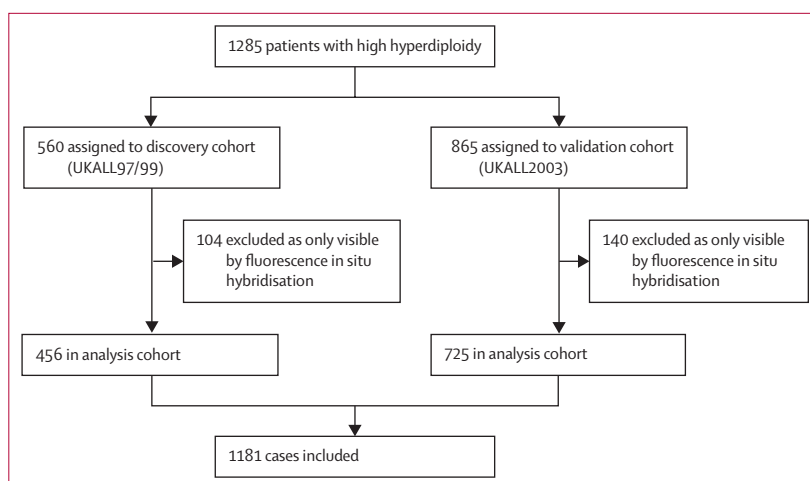 1285 patients with high hyperdiploidy
560 assigned to discovery cohort
(UKALL97/99)
865 assigned to validation cohort
(UKALL2003)
104 excluded as only visible
by fluorescence in situ
hybridisation
140 excluded as only visible
by fluorescence in situ
hybridisation
456 in analysis cohort
725 in analysis cohort
1181 cases included